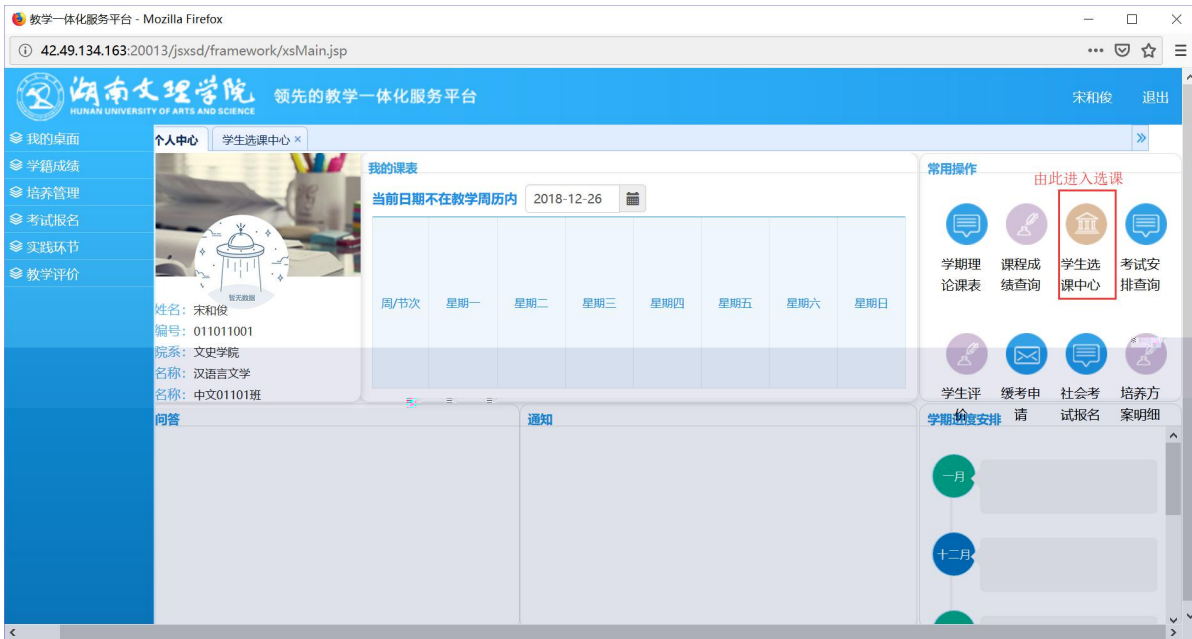 教学一体化服务平台 - Mozilla Firefox
42.49.134.163:20013/jsxsd/framework/xsMain.jsp
湖南文理学院
HUNAN UNIVERSITY OF ARTS AND SCIENCE
领先的教学一体化服务平台
宋和俊 退出
我的桌面
学籍成绩
培养管理
考试报名
实践环节
教学评价
个人中心 学生选课中心 ×
暂无数据
姓名：宋和俊
编号：011011001
院系：文史学院
名称：汉语言文学
名称：中文01101班
我的课表
当前日期不在教学周历内 2018-12-26
周/节次 星期一 星期二 星期三 星期四 星期五 星期六 星期日
常用操作
由此进入选课
学期理论课表
课程成绩查询
学生选课中心
考试安排查询
学生评价
缓考申请
社会考试报名
培养方案明细
问答
通知
学期进度安排
一月
十二月